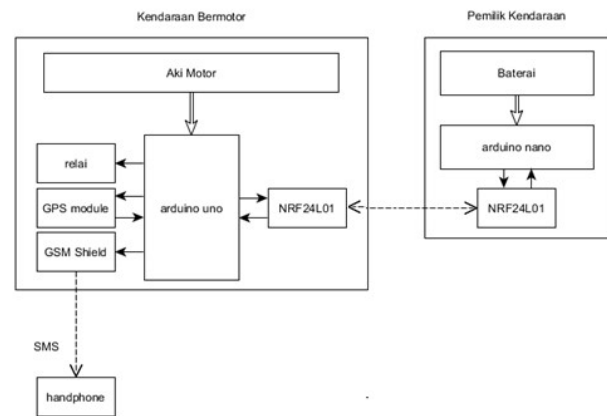 Kendaraan Bermotor
Pemilik Kendaraan
Aki Motor
Baterai
relai
arduino uno
arduino nano
GPS module
NRF24L01
NRF24L01
GSM Shield
SMS
handphone